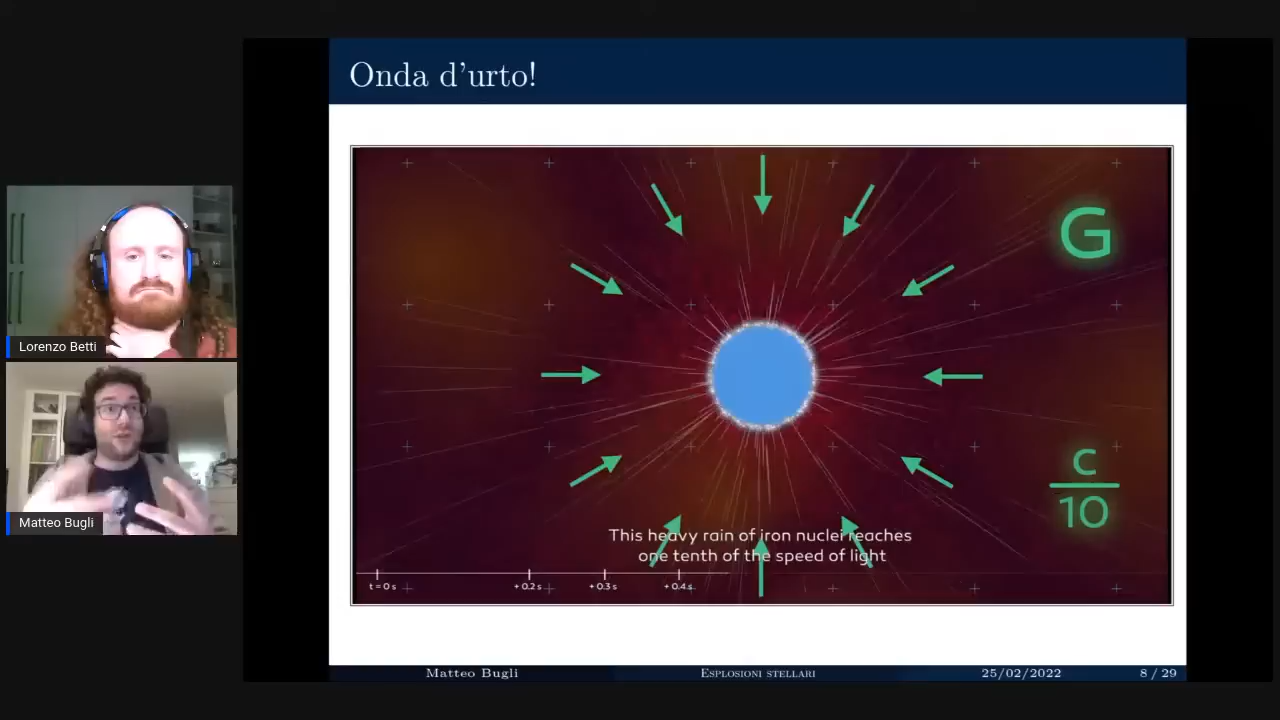 Onda d'urto!
G
c
10
This heavy rain of iron nuclei reaches
one tenth of the speed of light
t = 0 s
+ 0.2 s
+ 0.3 s
+ 0.4 s
Lorenzo Betti
Matteo Bugli
Matteo Bugli
Esplosioni stellari
25/02/2022
8 / 29